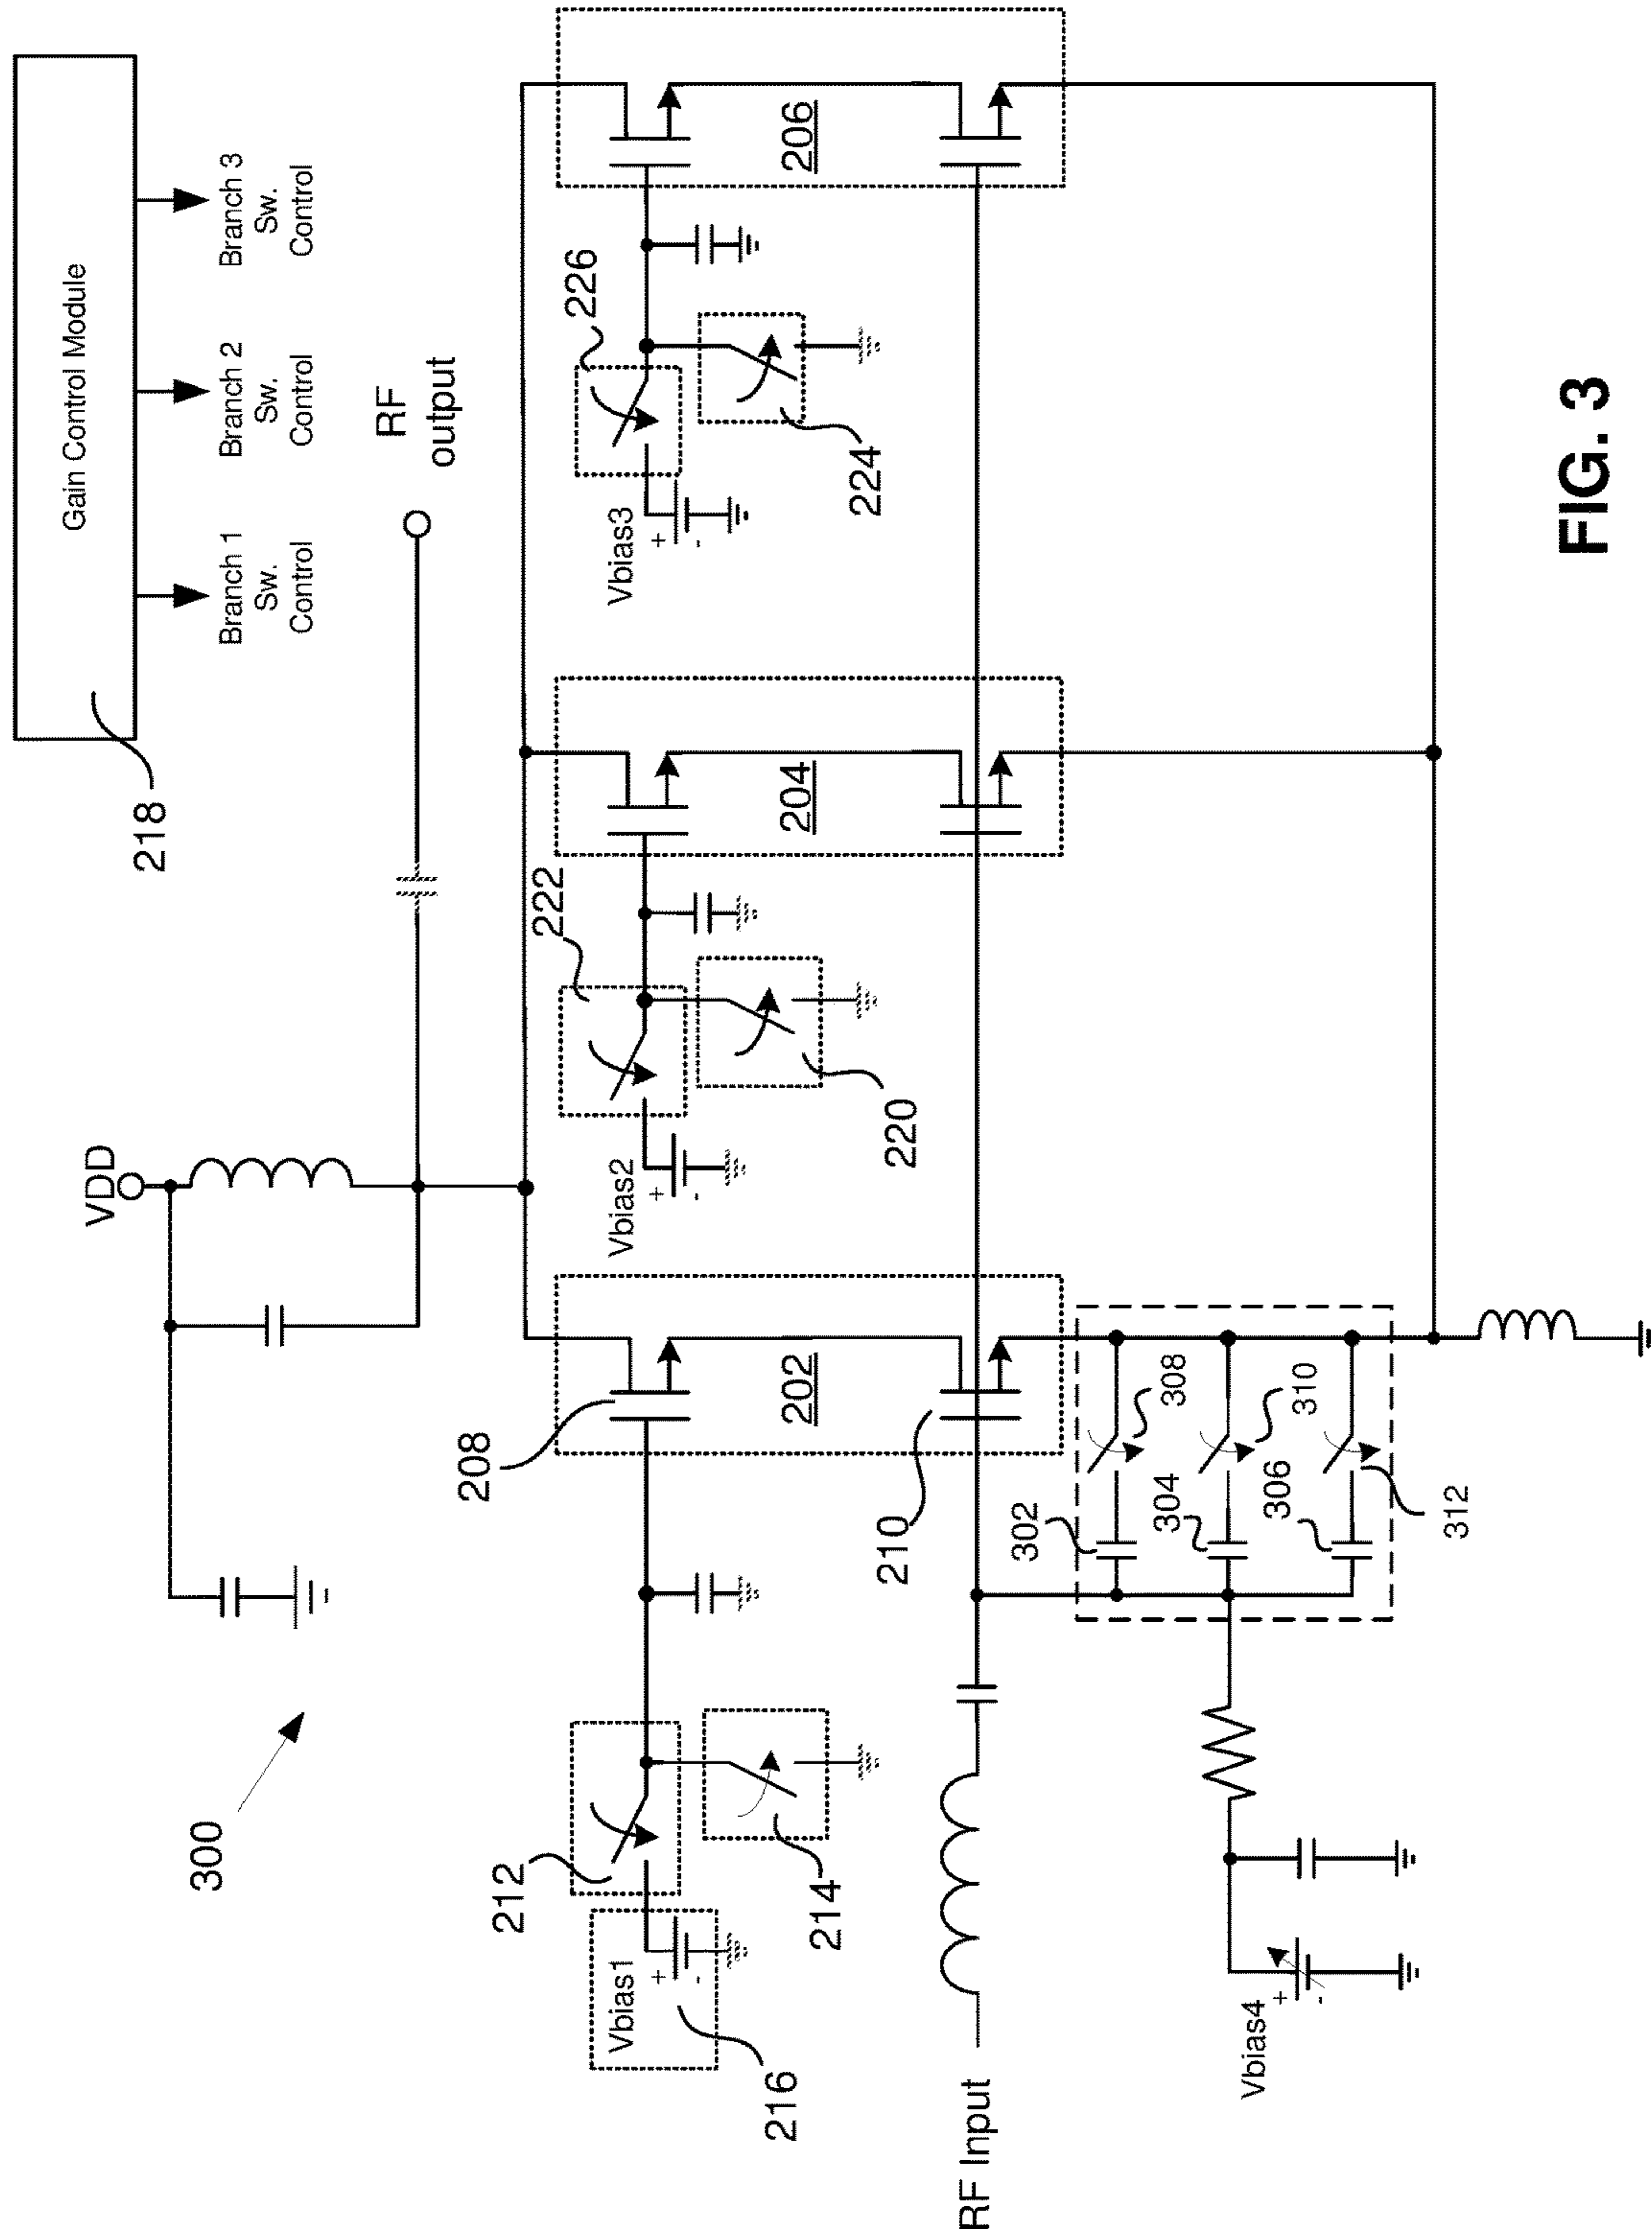 300
VDD
218
Gain Control Module
Branch 1
Sw.
Control
Branch 2
Sw.
Control
Branch 3
Sw.
Control
RF
output
216
Vbias1
+
-
212
214
208
202
210
Vbias2
+
-
222
220
204
Vbias3
+
-
226
224
206
RF Input
302
308
304
310
306
312
Vbias4
+
-
FIG. 3